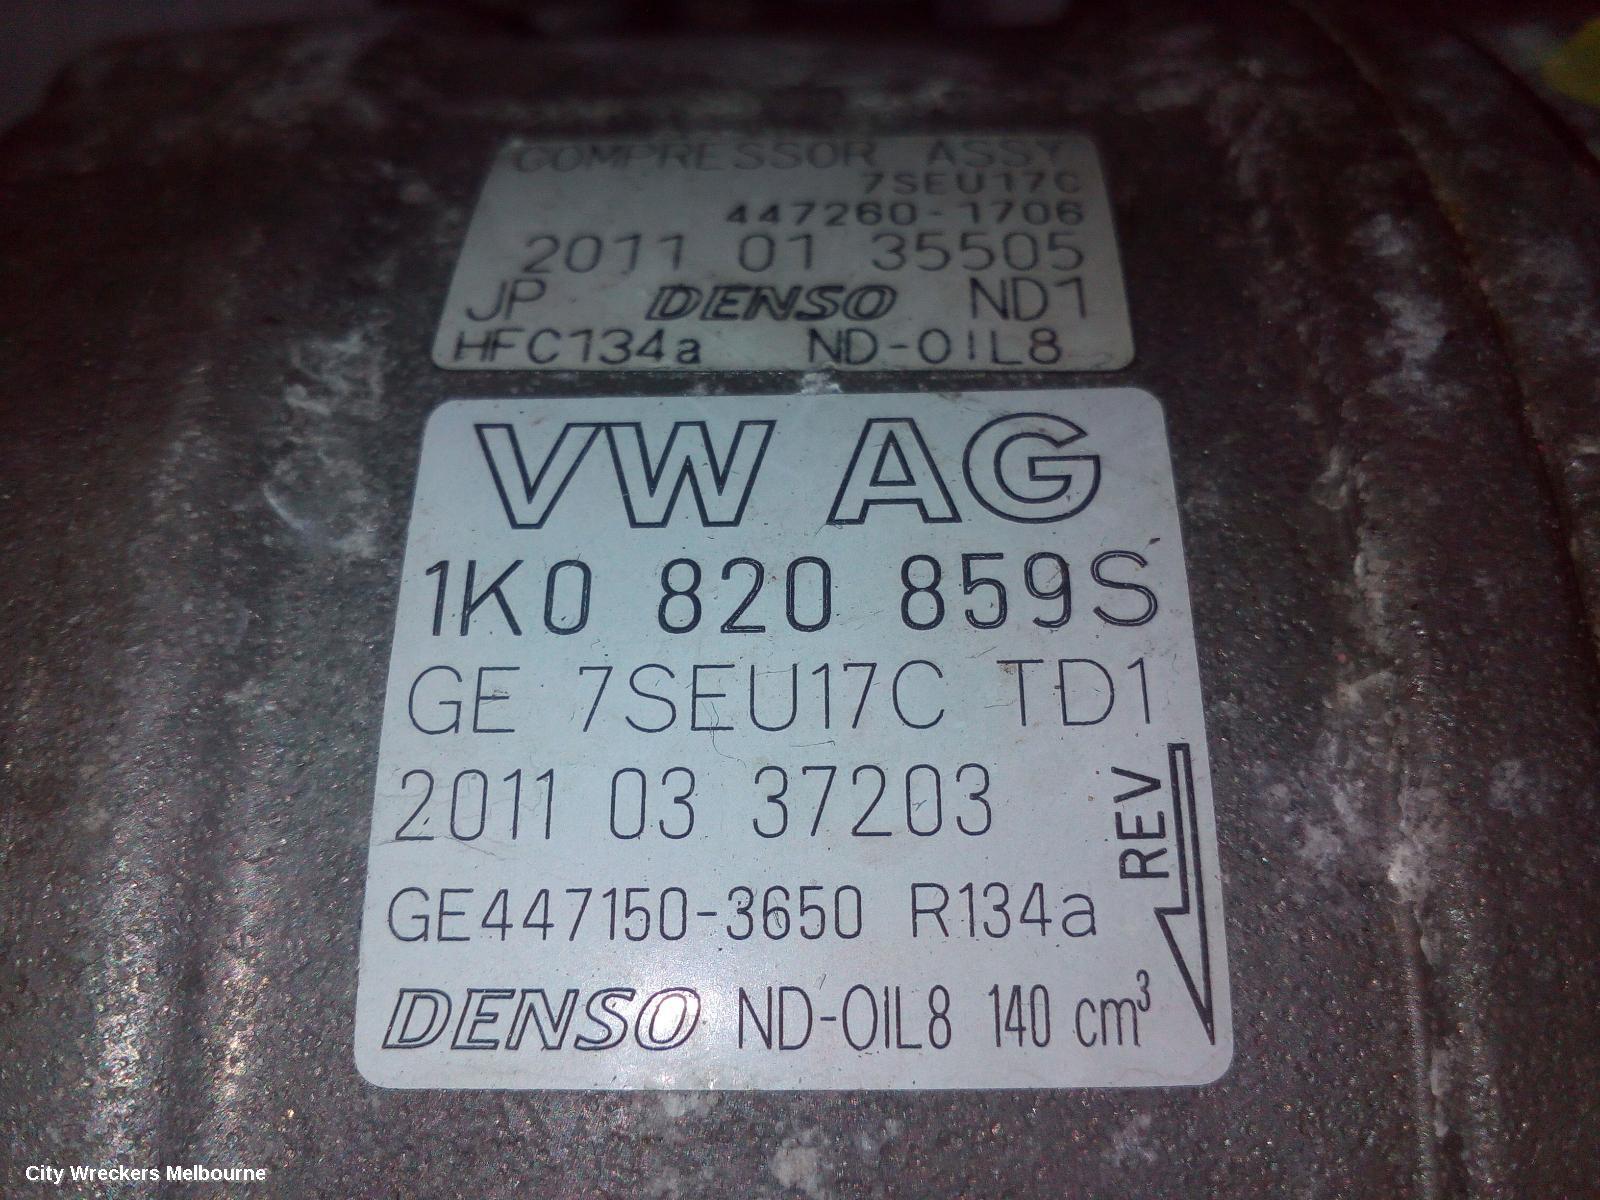 COMPRESSOR ASSY
7SEU17C
447260-1706
2011 01 35505
JP DENSO ND1
HFC134a ND-OIL8
VW AG
1K0 820 859S
GE 7SEU17C TD1
2011 03 37203
REV
GE447150-3650 R134a
DENSO ND-OIL8 140 cm³
City Wreckers Melbourne